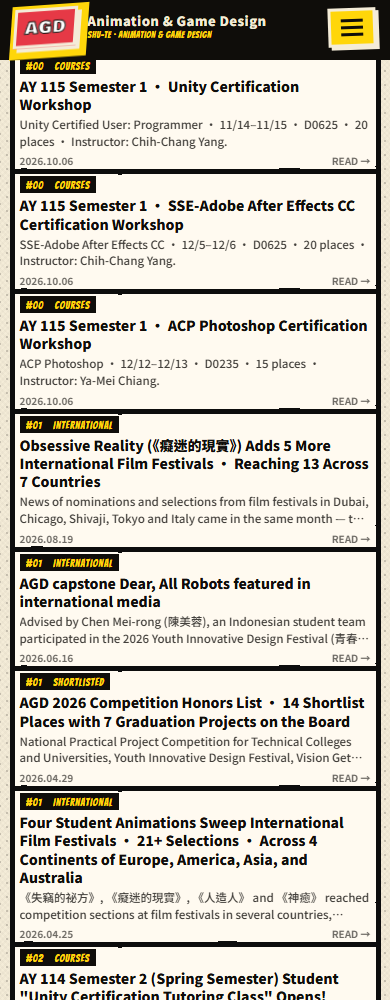 AGD
Animation & Game Design
SHU-TE • ANIMATION & GAME DESIGN
#00 COURSES
AY 115 Semester 1 • Unity Certification
Workshop
Unity Certified User: Programmer • 11/14–11/15 • D0625 • 20
places • Instructor: Chih-Chang Yang.
2026.10.06
READ →
#00 COURSES
AY 115 Semester 1 • SSE-Adobe After Effects CC
Certification Workshop
SSE-Adobe After Effects CC • 12/5–12/6 • D0625 • 20 places •
Instructor: Chih-Chang Yang.
2026.10.06
READ →
#00 COURSES
AY 115 Semester 1 • ACP Photoshop Certification
Workshop
ACP Photoshop • 12/12–12/13 • D0235 • 15 places •
Instructor: Ya-Mei Chiang.
2026.10.06
READ →
#01 INTERNATIONAL
Obsessive Reality (《癡迷的現實》) Adds 5 More
International Film Festivals • Reaching 13 Across
7 Countries
News of nominations and selections from film festivals in Dubai,
Chicago, Shivaji, Tokyo and Italy came in the same month — t…
2026.08.19
READ →
#01 INTERNATIONAL
AGD capstone Dear, All Robots featured in
international media
Advised by Chen Mei-rong (陳美蓉), an Indonesian student team
participated in the 2026 Youth Innovative Design Festival (青春…
2026.06.16
READ →
#01 SHORTLISTED
AGD 2026 Competition Honors List • 14 Shortlist
Places with 7 Graduation Projects on the Board
National Practical Project Competition for Technical Colleges
and Universities, Youth Innovative Design Festival, Vision Get…
2026.04.29
READ →
#01 INTERNATIONAL
Four Student Animations Sweep International
Film Festivals • 21+ Selections • Across 4
Continents of Europe, America, Asia, and
Australia
《失竊的祕方》, 《癡迷的現實》, 《人造人》 and 《神癒》 reached
competition sections at film festivals in several countries,…
2026.04.25
READ →
#02 COURSES
AY 114 Semester 2 (Spring Semester) Student
"Unity Certification Tutoring Class" Opens!